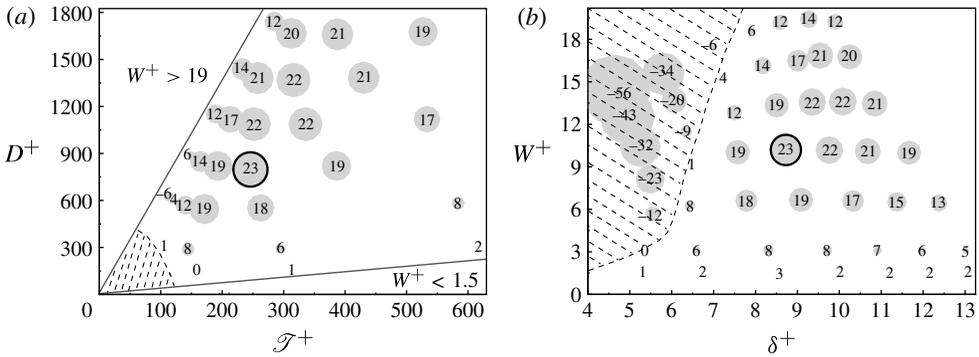 (a)
1800
1500
1200
900
600
300
0
D+
W+ > 19
12 20 21 19
14 21 22 21
12 17 22 22 17
6 14 19 23 19
–6 4 12 19 18 8
1 8 6 2
0 1
W+ < 1.5
0 100 200 300 400 500 600
𝒯+
(b)
18
15
12
9
6
3
0
W+
12 14 12
–6 6
–34 4 14 17 21 20
–56 –20 19 22 22 21
–43 –9 12
–32 1 19 23 22 21 19
–23
–12 8 18 19 17 15 13
0 6 8 8 7 6 5
1 2 3 2 2 2 2
4 5 6 7 8 9 10 11 12 13
δ+